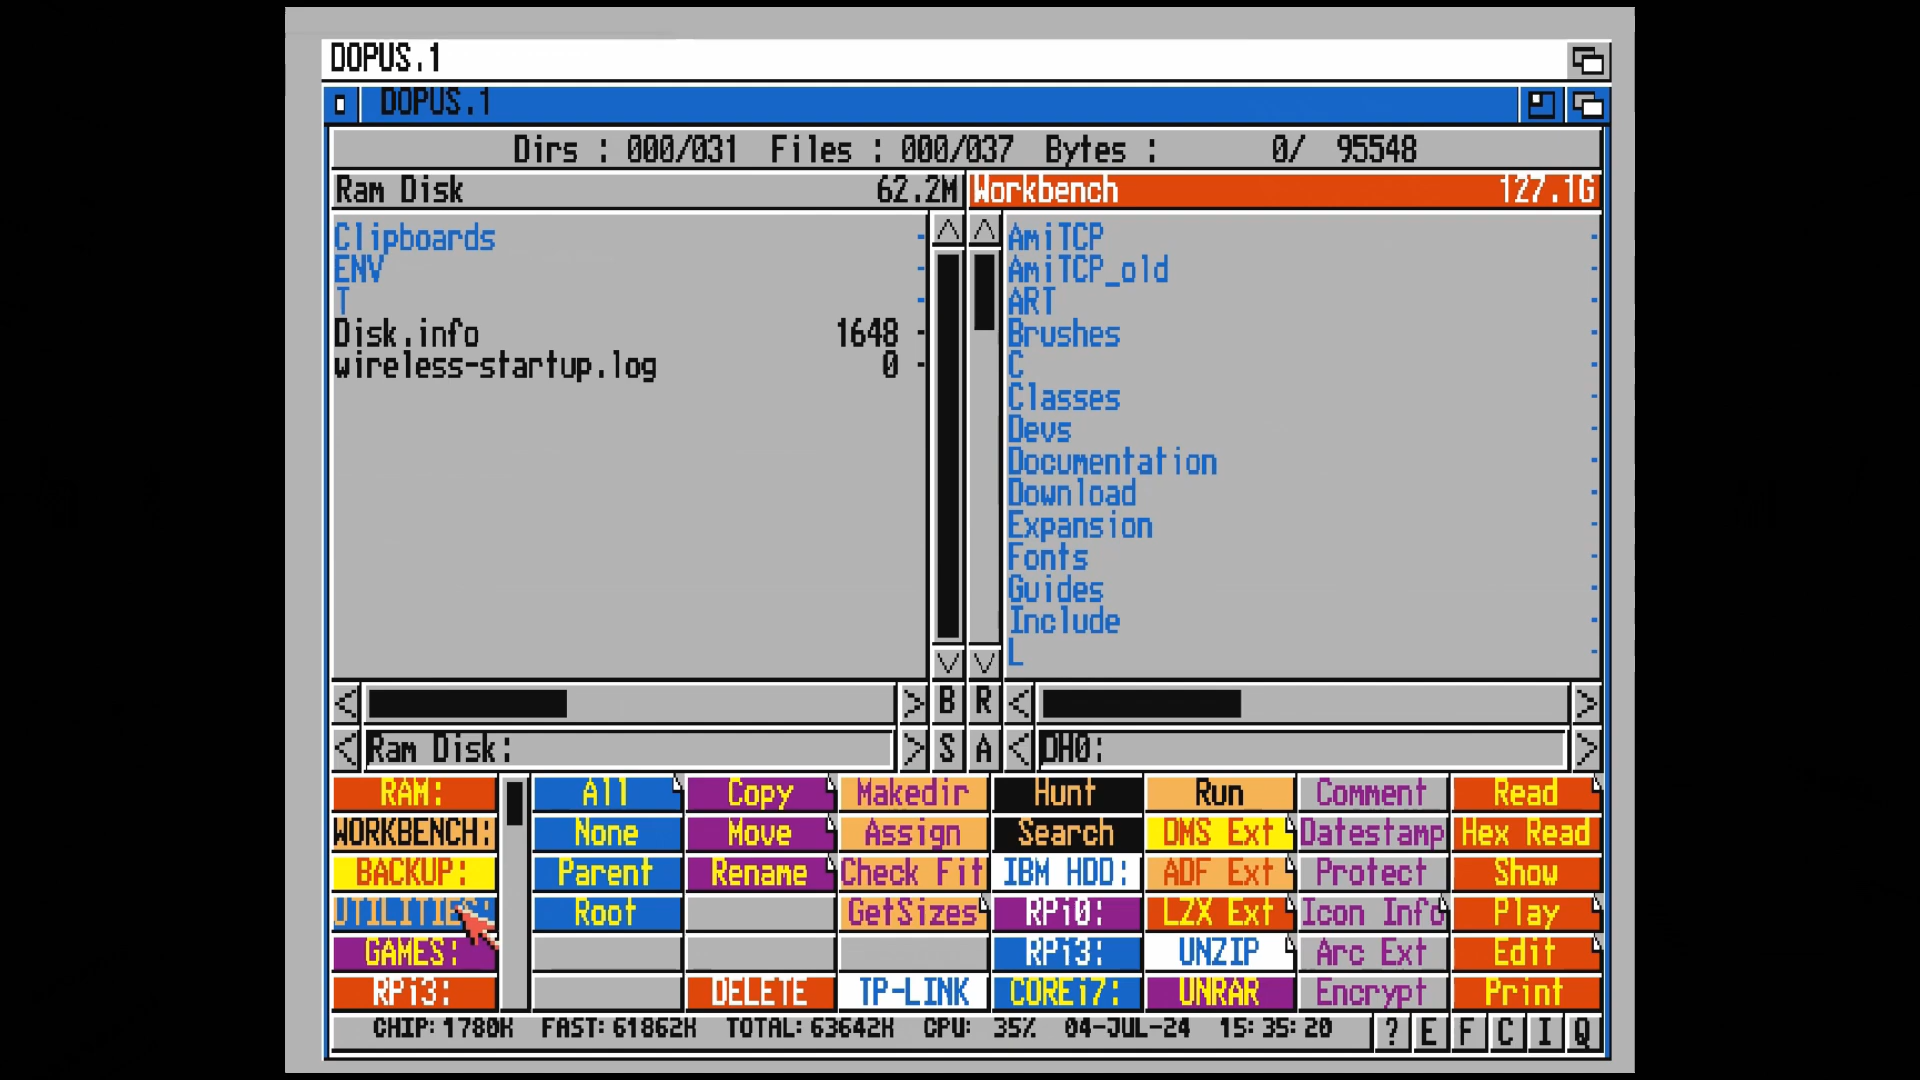 DOPUS.1
DOPUS.1
Dirs : 000/031 Files : 000/037 Bytes : 0/ 95548
Ram Disk 62.2M Workbench 127.1G
Clipboards - AmiTCP -
ENV - AmiTCP_old -
T - ART -
Disk.info 1648 - Brushes -
wireless-startup.log 0 - C -
Classes -
Devs -
Documentation -
Download -
Expansion -
Fonts -
Guides -
Include -
L -
< > B R < >
< Ram Disk: > S A < DH0: >
RAM: All Copy Makedir Hunt Run Comment Read
WORKBENCH: None Move Assign Search DMS Ext Datestamp Hex Read
BACKUP: Parent Rename Check Fit IBM HDD: ADF Ext Protect Show
UTILITIES: Root GetSizes RPi0: LZX Ext Icon Info Play
GAMES: RPi3: UNZIP Arc Ext Edit
RPi3: DELETE TP-LINK COREi7: UNRAR Encrypt Print
CHIP: 1780K FAST: 61862K TOTAL: 63642K CPU: 35% 04-JUL-24 15:35:20 ? E F C I Q